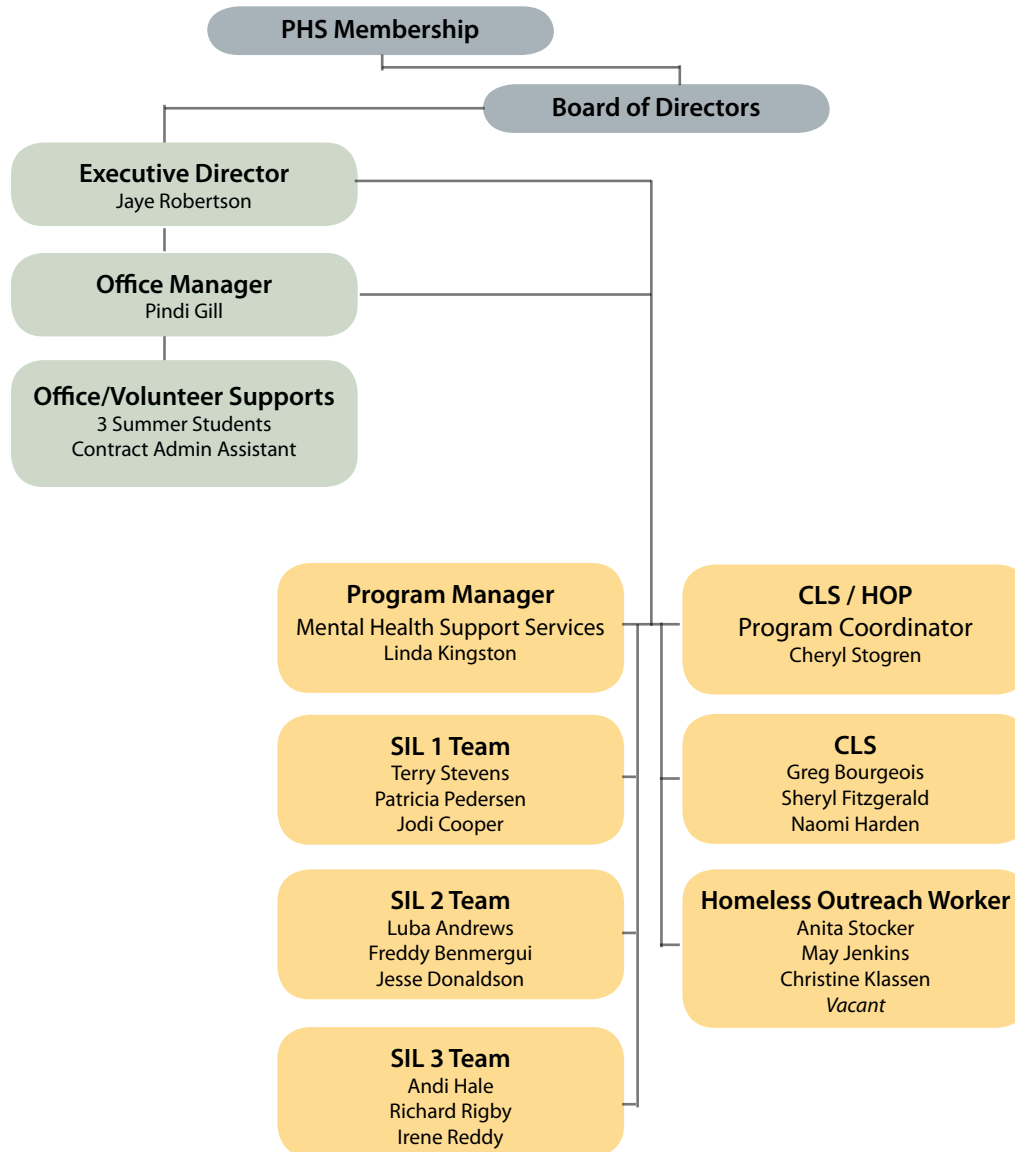 PHS Membership
Board of Directors
Executive Director
Jaye Robertson
Office Manager
Pindi Gill
Office/Volunteer Supports
3 Summer Students
Contract Admin Assistant
Program Manager
Mental Health Support Services
Linda Kingston
SIL 1 Team
Terry Stevens
Patricia Pedersen
Jodi Cooper
SIL 2 Team
Luba Andrews
Freddy Benmergui
Jesse Donaldson
SIL 3 Team
Andi Hale
Richard Rigby
Irene Reddy
CLS / HOP
Program Coordinator
Cheryl Stogren
CLS
Greg Bourgeois
Sheryl Fitzgerald
Naomi Harden
Homeless Outreach Worker
Anita Stocker
May Jenkins
Christine Klassen
Vacant